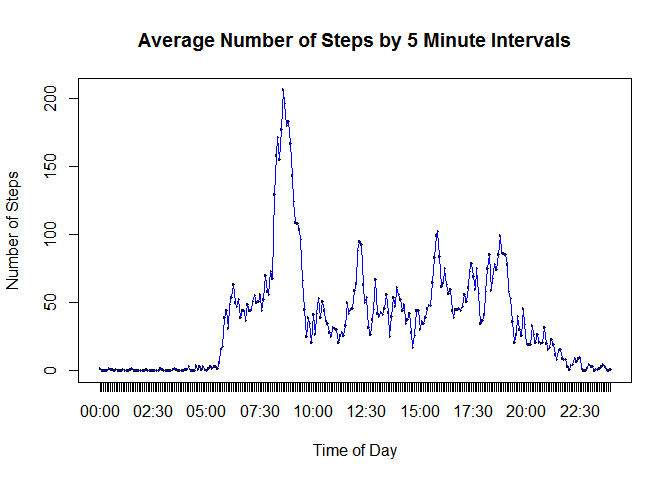 Average Number of Steps by 5 Minute Intervals
Number of Steps
200
150
100
50
0
00:00 02:30 05:00 07:30 10:00 12:30 15:00 17:30 20:00 22:30
Time of Day